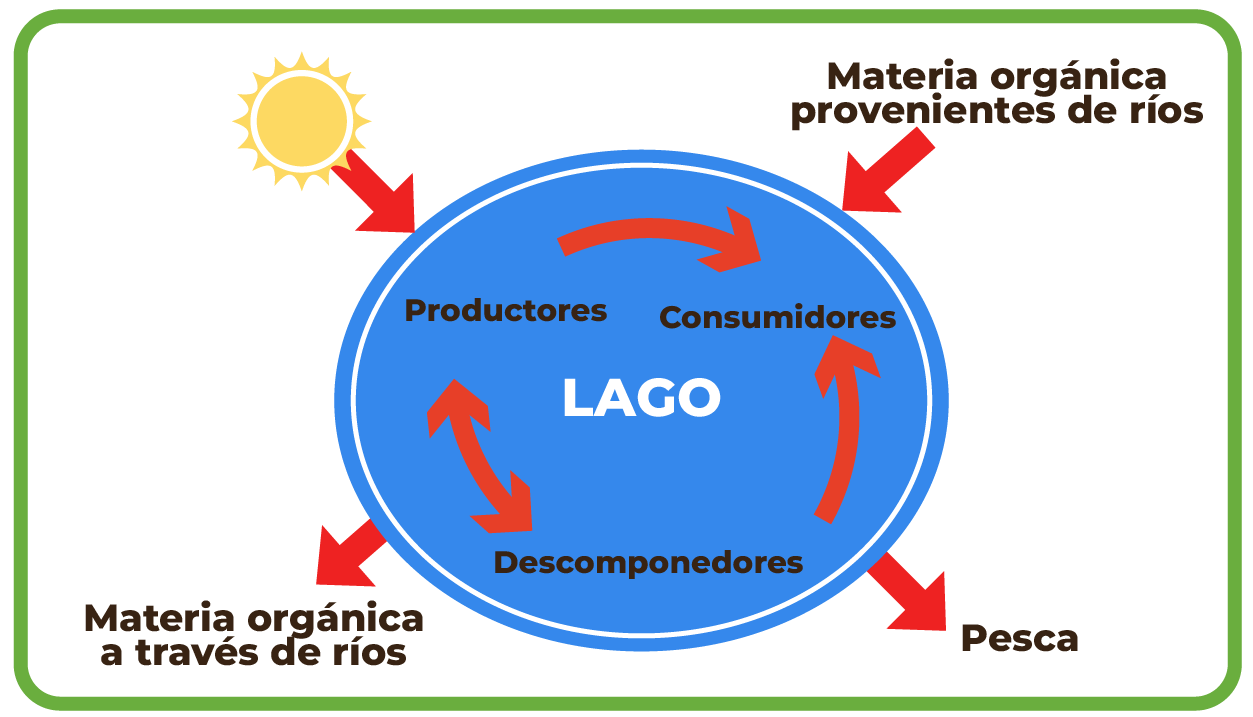 Materia orgánica
provenientes de ríos
Productores
Consumidores
LAGO
Descomponedores
Materia orgánica
a través de ríos
Pesca